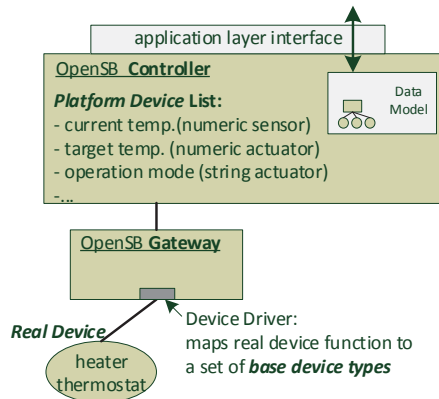 application layer interface
OpenSB Controller
Platform Device List:
- current temp.(numeric sensor)
- target temp. (numeric actuator)
- operation mode (string actuator)
-...
Data
Model
OpenSB Gateway
Real Device
Device Driver:
maps real device function to
a set of base device types
heater
thermostat